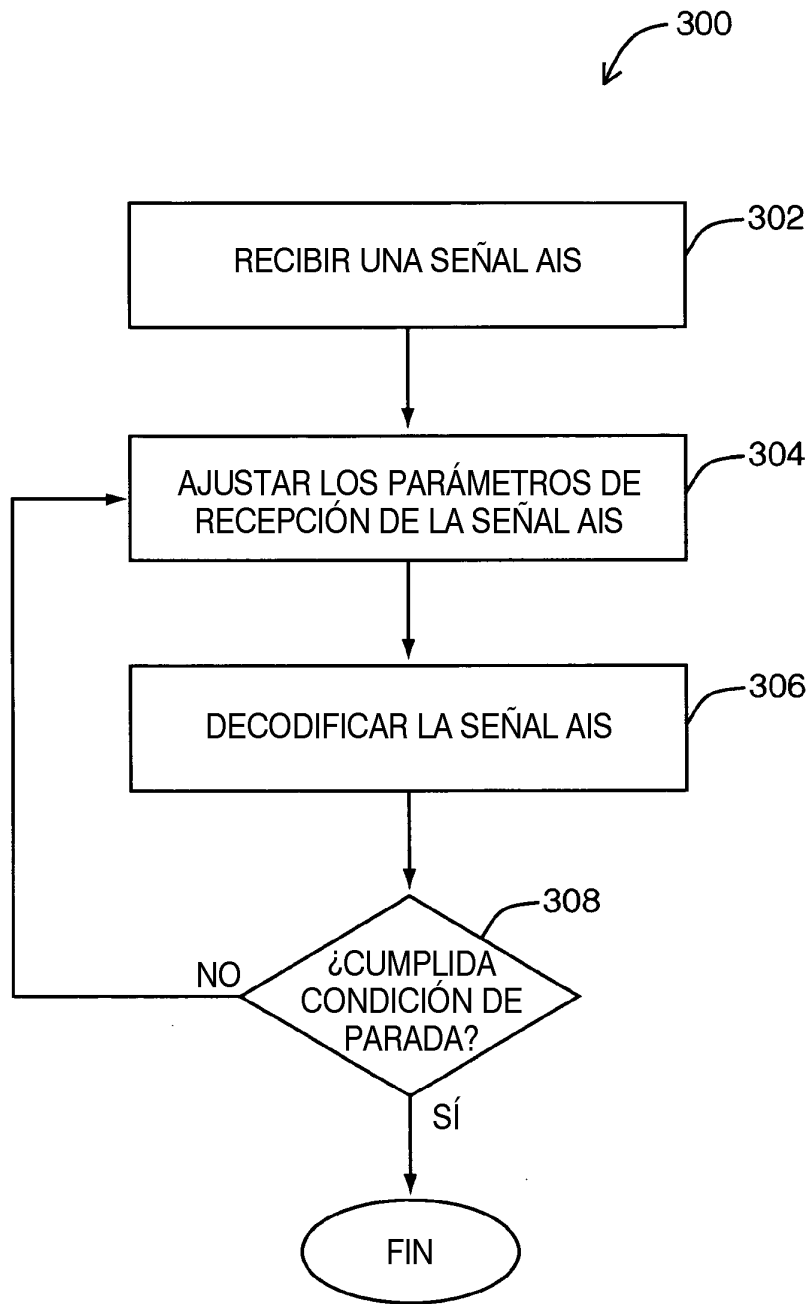 300
302
RECIBIR UNA SEÑAL AIS
304
AJUSTAR LOS PARÁMETROS DE
RECEPCIÓN DE LA SEÑAL AIS
306
DECODIFICAR LA SEÑAL AIS
308
NO
¿CUMPLIDA
CONDICIÓN DE
PARADA?
SÍ
FIN